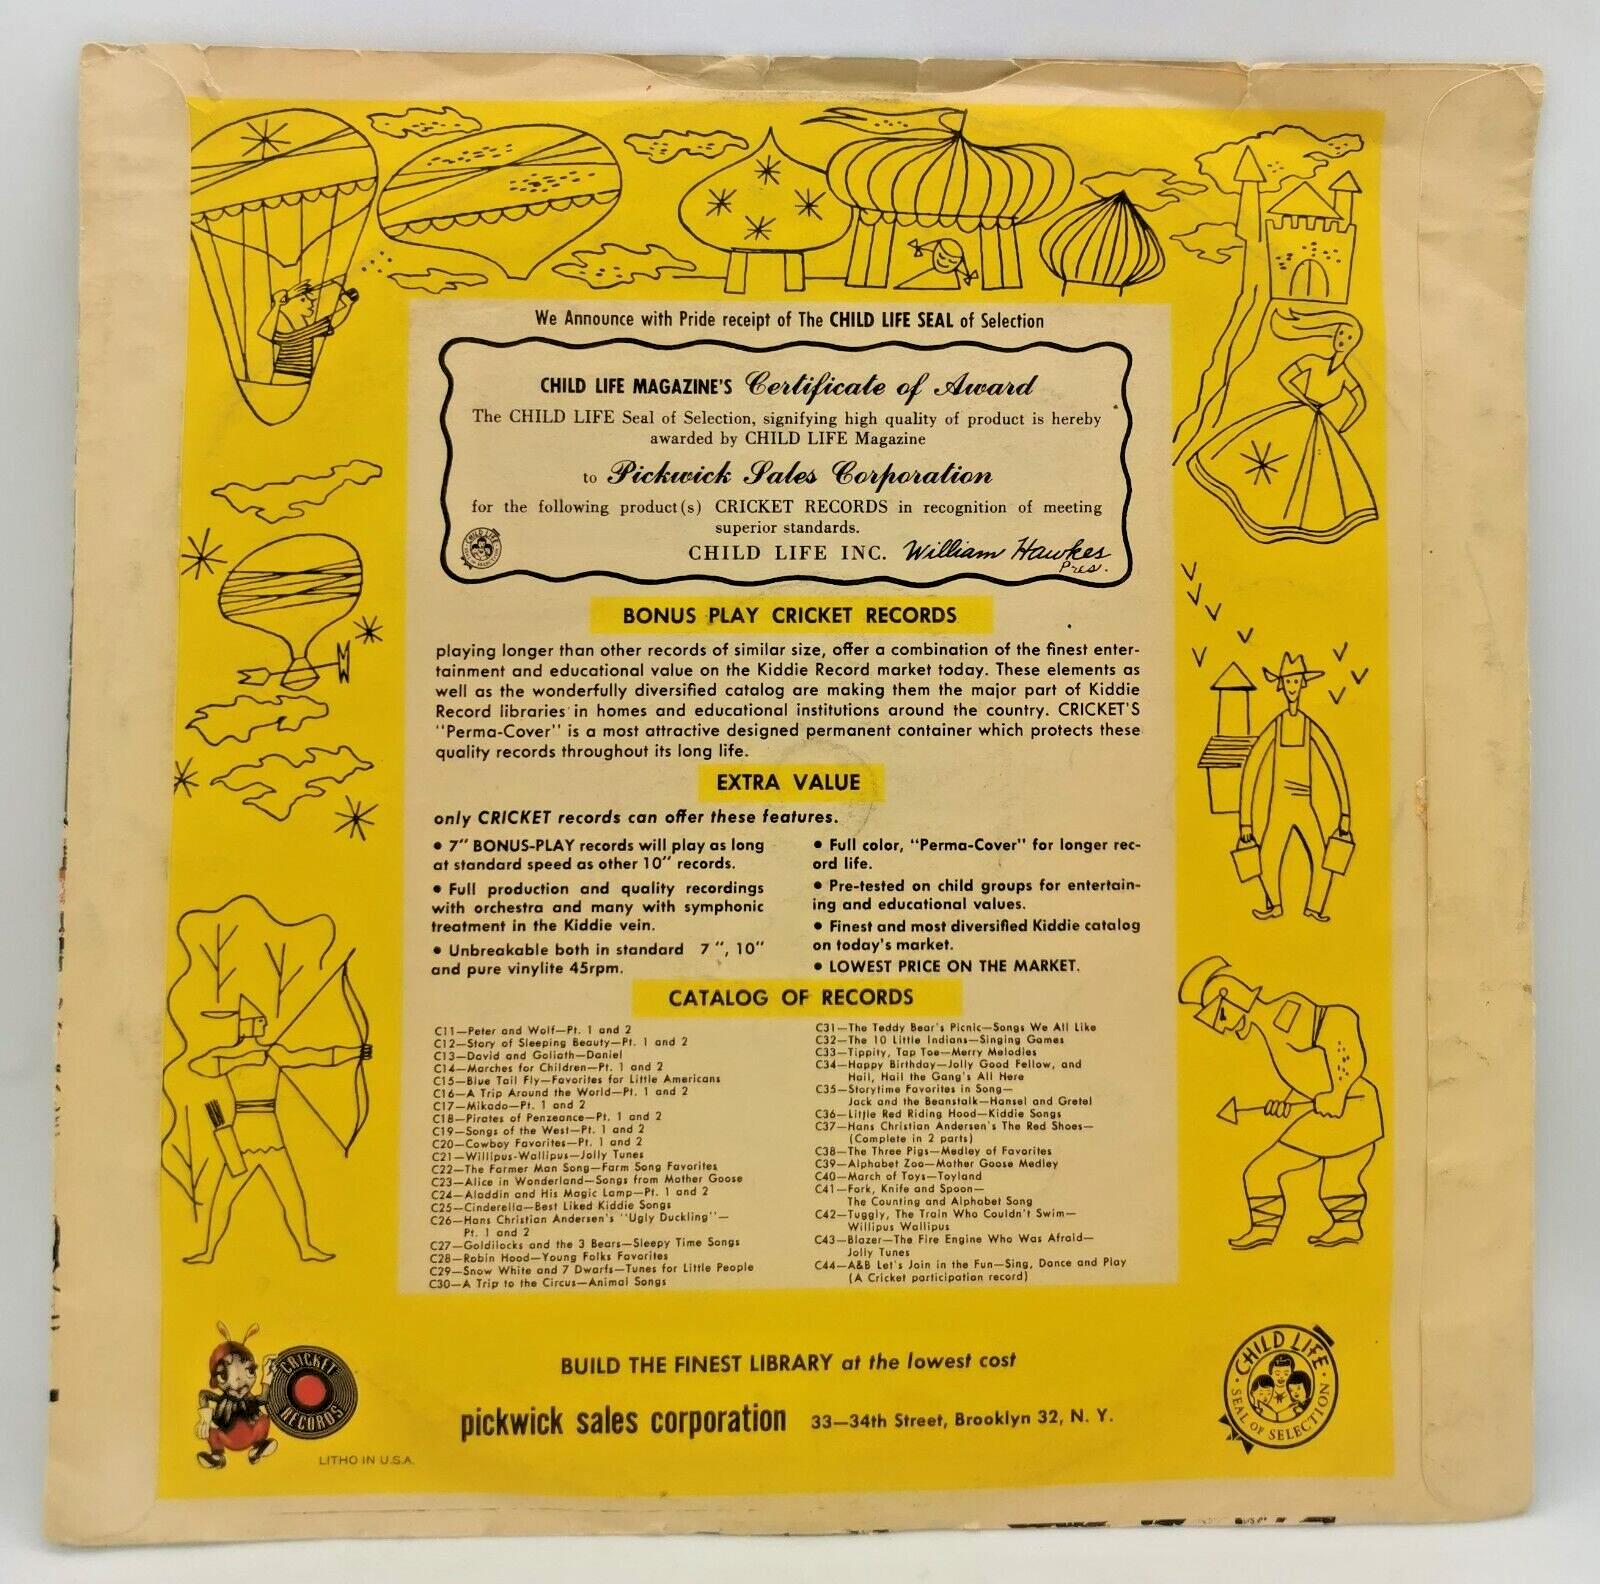 We Announce with Pride receipt of The CHILD LIFE SEAL of Selection
CHILD LIFE MAGAZINE'S Certificate of Award
The CHILD LIFE Seal of Selection, signifying high quality of product is hereby
awarded by CHILD LIFE Magazine
to Pickwick Sales Corporation
for the following product(s) CRICKET RECORDS in recognition of meeting
superior standards.
CHILD LIFE
SEAL OF SELECTION
CHILD LIFE INC. William Hawkes
Pres.
BONUS PLAY CRICKET RECORDS
playing longer than other records of similar size, offer a combination of the finest enter-
tainment and educational value on the Kiddie Record market today. These elements as
well as the wonderfully diversified catalog are making them the major part of Kiddie
Record libraries in homes and educational institutions around the country. CRICKET'S
"Perma-Cover" is a most attractive designed permanent container which protects these
quality records throughout its long life.
EXTRA VALUE
only CRICKET records can offer these features.
• 7" BONUS-PLAY records will play as long
at standard speed as other 10" records.
• Full production and quality recordings
with orchestra and many with symphonic
treatment in the Kiddie vein.
• Unbreakable both in standard 7", 10"
and pure vinylite 45rpm.
• Full color, "Perma-Cover" for longer rec-
ord life.
• Pre-tested on child groups for entertain-
ing and educational values.
• Finest and most diversified Kiddie catalog
on today's market.
• LOWEST PRICE ON THE MARKET.
CATALOG OF RECORDS
C11—Peter and Wolf—Pt. 1 and 2
C12—Story of Sleeping Beauty—Pt. 1 and 2
C13—David and Goliath—Daniel
C14—Marches for Children—Pt. 1 and 2
C15—Blue Tail Fly—Favorites for Little Americans
C16—A Trip Around the World—Pt. 1 and 2
C17—Mikado—Pt. 1 and 2
C18—Pirates of Penzance—Pt. 1 and 2
C19—Songs of the West—Pt. 1 and 2
C20—Cowboy Favorites—Pt. 1 and 2
C21—Willipus-Wallipus—Jolly Tunes
C22—The Farmer Man Song—Farm Song Favorites
C23—Alice in Wonderland—Songs from Mother Goose
C24—Aladdin and His Magic Lamp—Pt. 1 and 2
C25—Cinderella—Best Liked Kiddie Songs
C26—Hans Christian Andersen's "Ugly Duckling"—
Pt. 1 and 2
C27—Goldilocks and the 3 Bears—Sleepy Time Songs
C28—Robin Hood—Young Folks Favorites
C29—Snow White and 7 Dwarfs—Tunes for Little People
C30—A Trip to the Circus—Animal Songs
C31—The Teddy Bear's Picnic—Songs We All Like
C32—The 10 Little Indians—Singing Games
C33—Tippity, Tap Toe—Merry Melodies
C34—Happy Birthday—Jolly Good Fellow, and
Hail, Hail the Gang's All Here
C35—Storytime Favorites in Song—
Jack and the Beanstalk—Hansel and Gretel
C36—Little Red Riding Hood—Kiddie Songs
C37—Hans Christian Andersen's The Red Shoes—
(Complete in 2 parts)
C38—The Three Pigs—Medley of Favorites
C39—Alphabet Zoo—Mother Goose Medley
C40—March of Toys—Toyland
C41—Fork, Knife and Spoon—
The Counting and Alphabet Song
C42—Tuggly, The Train Who Couldn't Swim—
Willipus Wallipus
C43—Blazer—The Fire Engine Who Was Afraid—
Jolly Tunes
C44—A&B Let's Join in the Fun—Sing, Dance and Play
(A Cricket participation record)
CRICKET
RECORDS
LITHO IN U.S.A.
BUILD THE FINEST LIBRARY at the lowest cost
pickwick sales corporation 33—34th Street, Brooklyn 32, N. Y.
CHILD LIFE
SEAL OF SELECTION